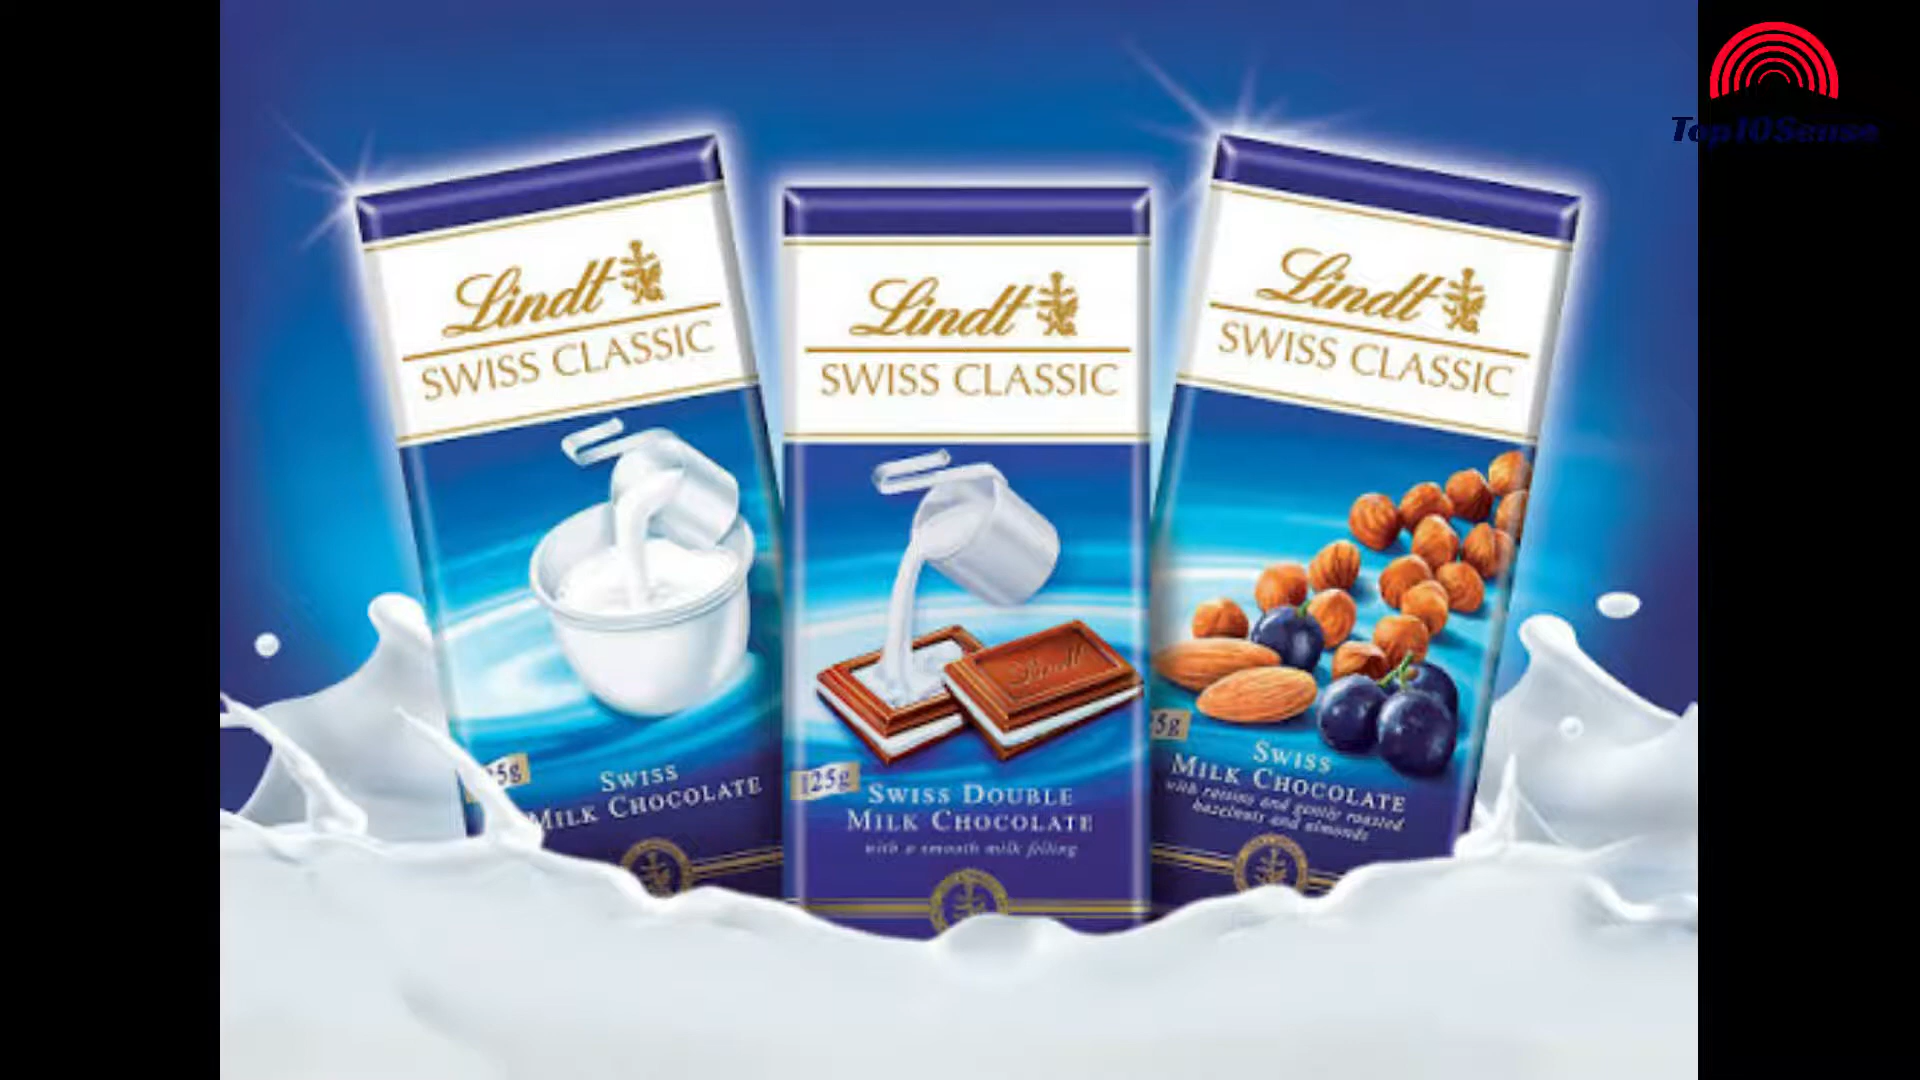 Top10Sense
Lindt
SWISS CLASSIC
SWISS
MILK CHOCOLATE
Lindt
SWISS CLASSIC
Lindt
125g
SWISS DOUBLE
MILK CHOCOLATE
with a smooth milk filling
Lindt
SWISS CLASSIC
5g
SWISS
MILK CHOCOLATE
with raisins and gently roasted
hazelnuts and almonds